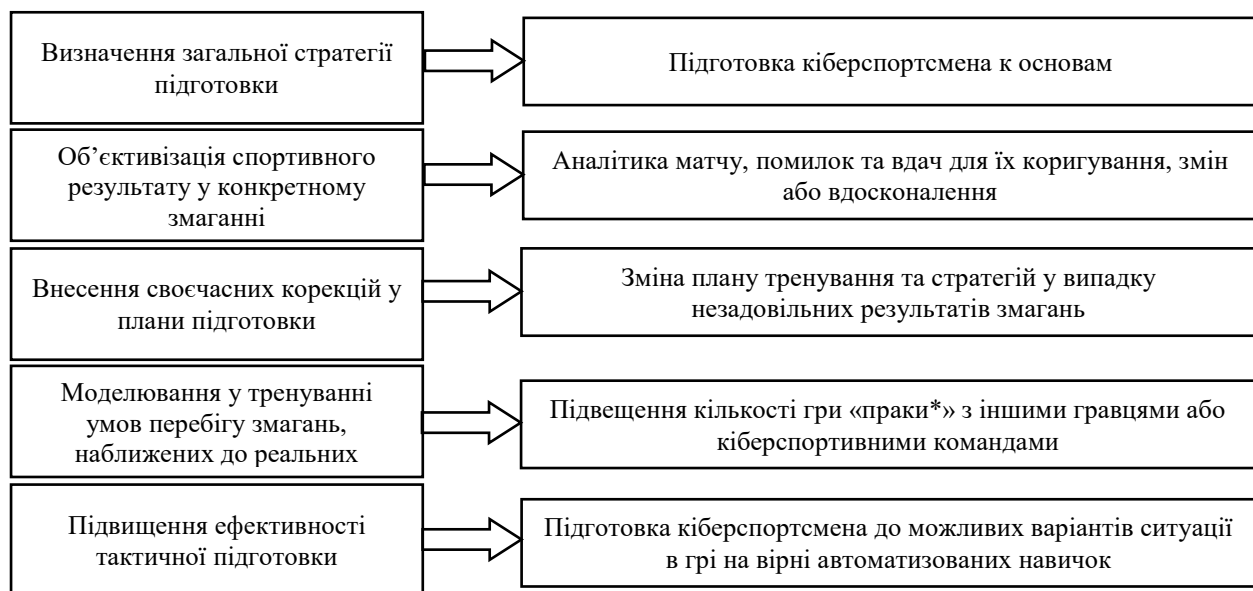 Визначення загальної стратегії
підготовки
Підготовка кіберспортсмена к основам
Об’єктивізація спортивного
результату у конкретному
змаганні
Аналітика матчу, помилок та вдач для їх коригування, змін
або вдосконалення
Внесення своєчасних корекцій у
плани підготовки
Зміна плану тренування та стратегій у випадку
незадовільних результатів змагань
Моделювання у тренуванні
умов перебігу змагань,
наближених до реальних
Підвещення кількості гри «праки*» з іншими гравцями або
кіберспортивними командами
Підвищення ефективності
тактичної підготовки
Підготовка кіберспортсмена до можливих варіантів ситуації
в грі на вірні автоматизованих навичок